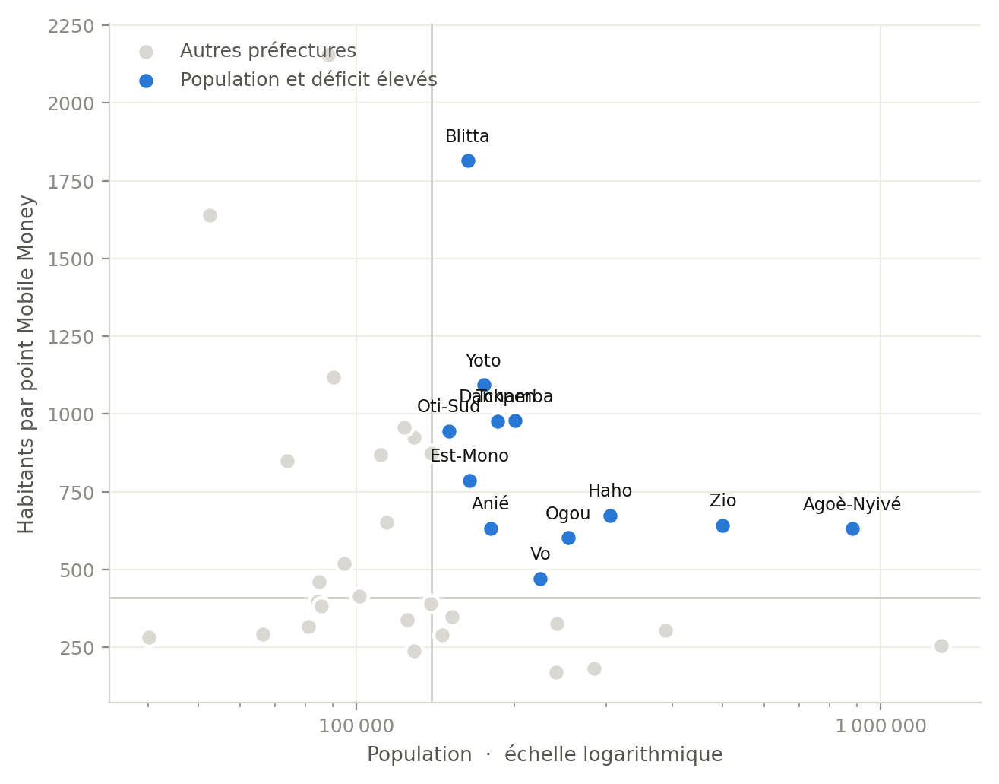 2250
Autres préfectures
Population et déficit élevés
2000
Blitta
1750
1500
1250
Yoto
Dankpen
Tchamba
Oti-Sud
1000
Est-Mono
Haho
Zio
Agoè-Nyivé
Anié
Ogou
750
Vo
500
250
Habitants par point Mobile Money
100 000
1 000 000
Population · échelle logarithmique